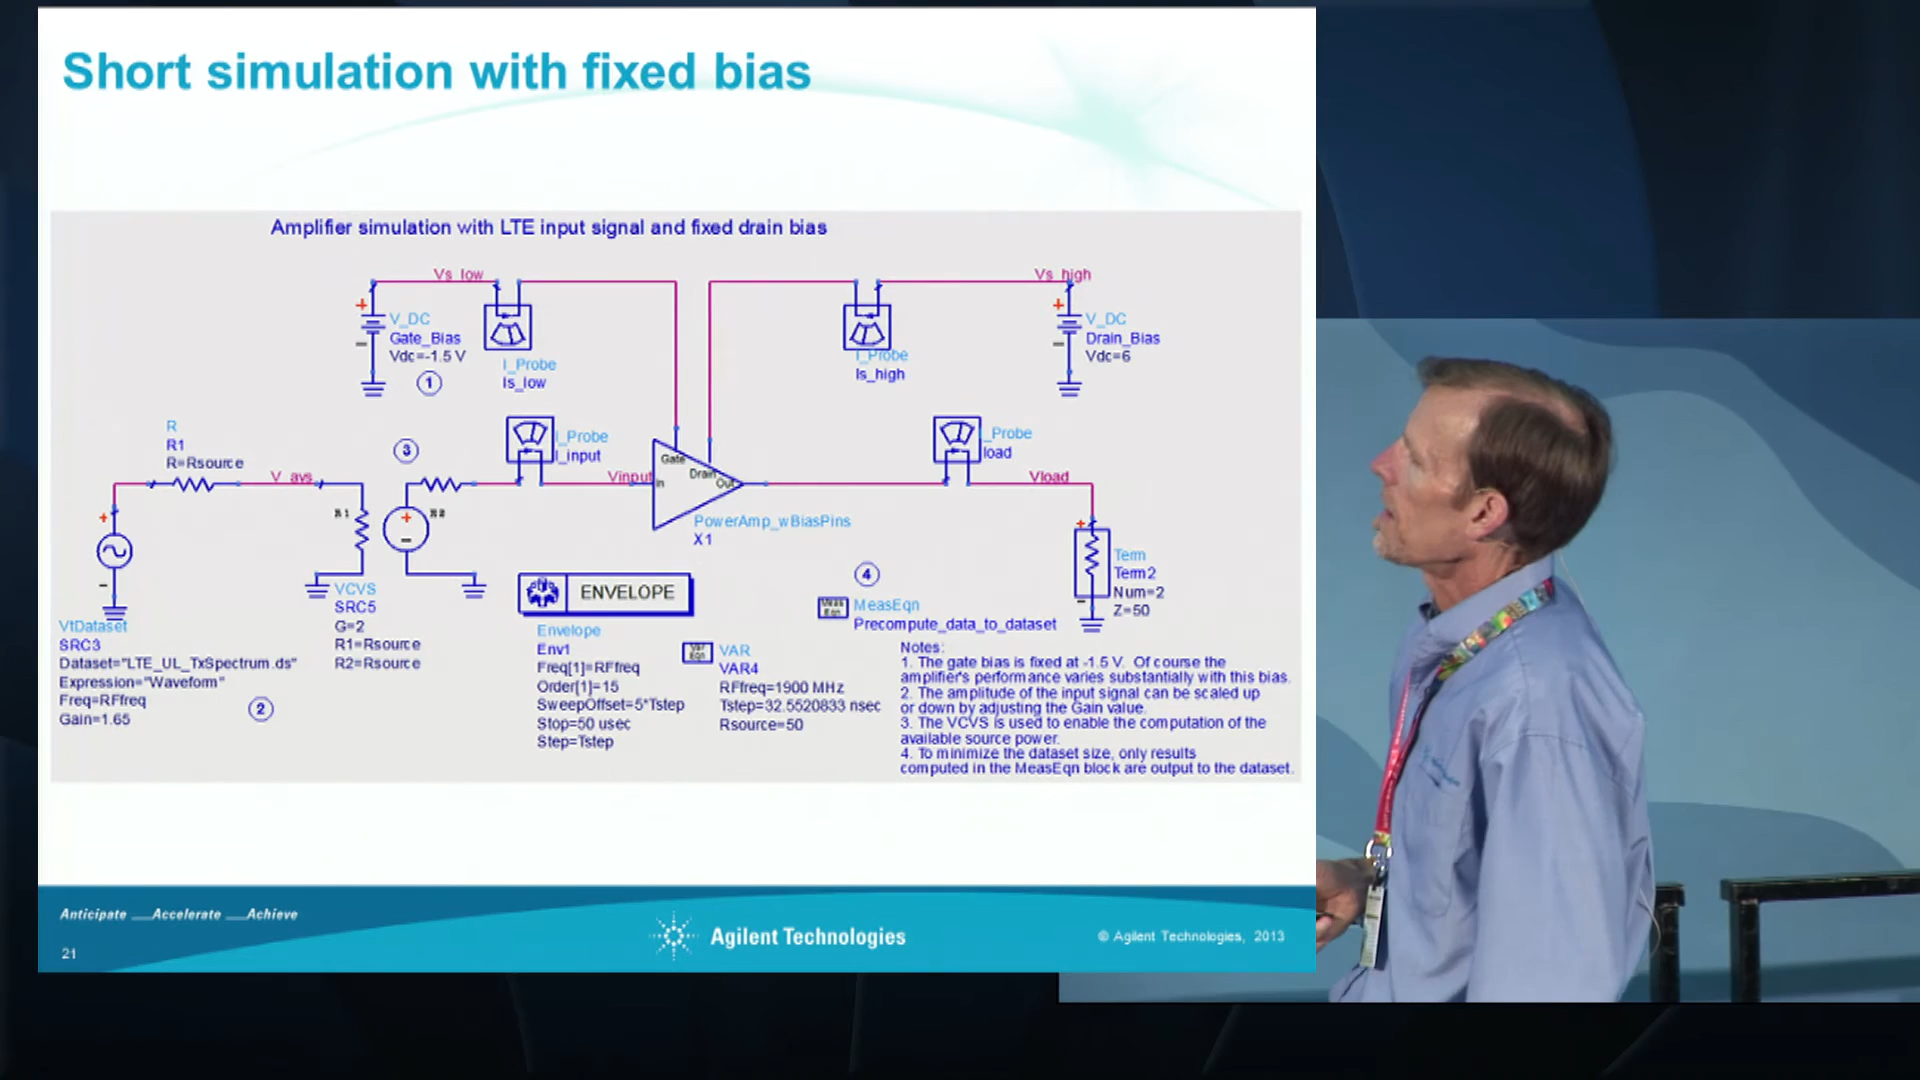 Short simulation with fixed bias
Amplifier simulation with LTE input signal and fixed drain bias
Vs_low
Vs_high
V_DC
Gate_Bias
Vdc=-1.5 V
1
I_Probe
Is_low
I_Probe
Is_high
V_DC
Drain_Bias
Vdc=6
R
R1
R=Rsource
V_avs
3
I_Probe
I_input
Vinput
Gate
Drain
In
Out
I_Probe
load
Vload
R1
R2
PowerAmp_wBiasPins
X1
Term
Term2
Num=2
Z=50
VtDataset
SRC3
Dataset="LTE_UL_TxSpectrum.ds"
Expression="Waveform"
Freq=RFfreq
Gain=1.65
2
VCVS
SRC5
G=2
R1=Rsource
R2=Rsource
ENVELOPE
Envelope
Env1
Freq[1]=RFfreq
Order[1]=15
SweepOffset=5*Tstep
Stop=50 usec
Step=Tstep
Var
Eqn
VAR
VAR4
RFfreq=1900 MHz
Tstep=32.5520833 nsec
Rsource=50
4
Meas
Eqn
MeasEqn
Precompute_data_to_dataset
Notes:
1. The gate bias is fixed at -1.5 V. Of course the
amplifier's performance varies substantially with this bias.
2. The amplitude of the input signal can be scaled up
or down by adjusting the Gain value.
3. The VCVS is used to enable the computation of the
available source power.
4. To minimize the dataset size, only results
computed in the MeasEqn block are output to the dataset.
Anticipate __Accelerate __Achieve
21
Agilent Technologies
© Agilent Technologies, 2013